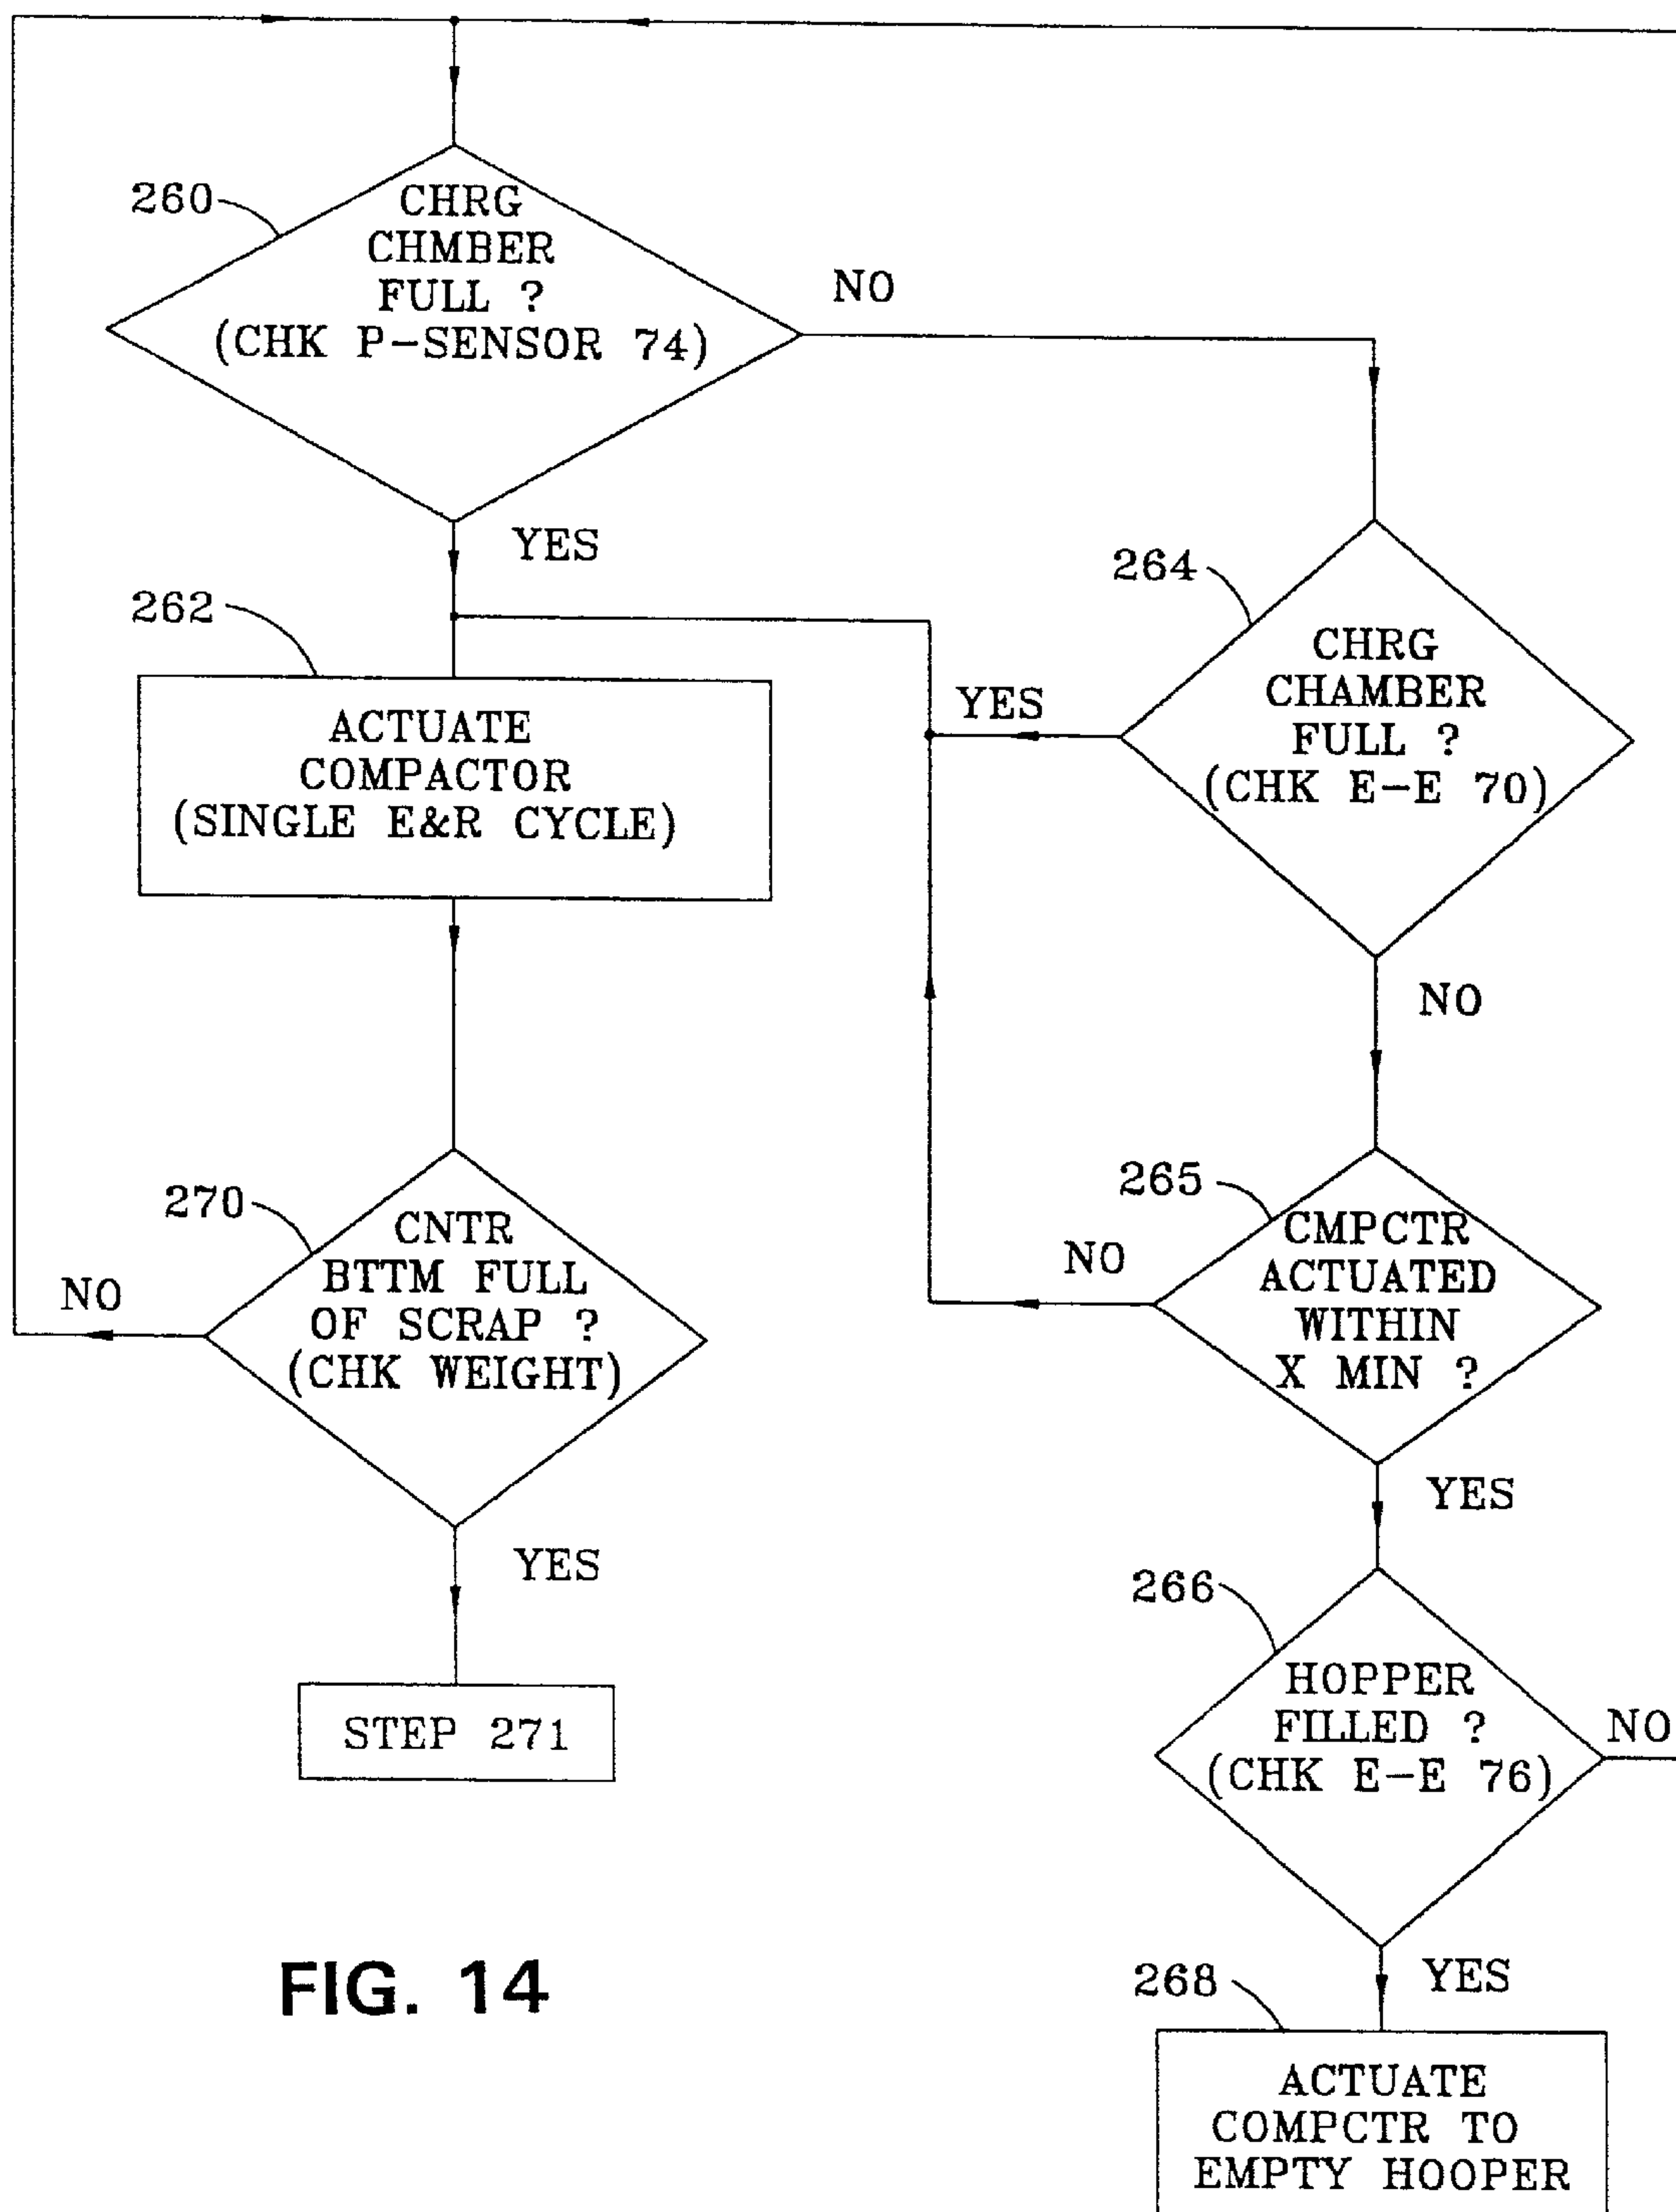 260
CHRG
CHMBER
FULL ?
(CHK P-SENSOR 74)
NO
YES
262
ACTUATE
COMPACTOR
(SINGLE E&R CYCLE)
264
CHRG
CHAMBER
FULL ?
(CHK E-E 70)
YES
NO
270
CNTR
BTTM FULL
OF SCRAP ?
(CHK WEIGHT)
NO
YES
STEP 271
265
CMPCTR
ACTUATED
WITHIN
X MIN ?
NO
YES
266
HOPPER
FILLED ?
(CHK E-E 76)
NO
YES
268
ACTUATE
COMPCTR TO
EMPTY HOOPER
FIG. 14